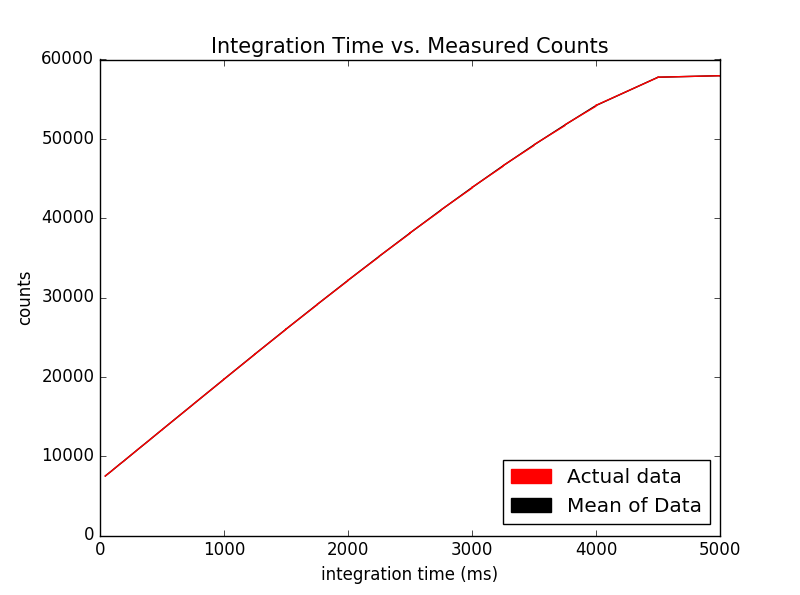 Integration Time vs. Measured Counts
60000
50000
40000
30000
20000
10000
0
counts
0 1000 2000 3000 4000 5000
integration time (ms)
Actual data
Mean of Data